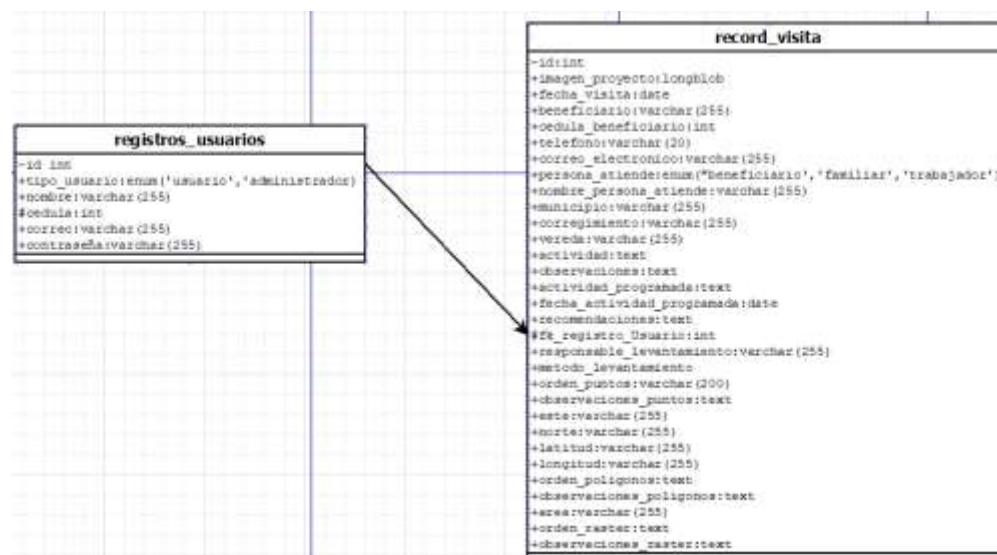 registros_usuarios
-id int
+tipo_usuario:enum('usuario','administrador)
+nombre:varchar(255)
#cedula:int
+correo:varchar(255)
+contraseña:varchar(255)
record_visita
-id:int
+imagen_proyecto:longblob
+fecha_visita:date
+beneficiario:varchar(255)
+cedula_beneficiario:int
+telefono:varchar(20)
+correo_electronico:varchar(255)
+persona_atiende:enum("beneficiario','familiar','trabajador')
+nombre_persona_atiende:varchar(255)
+municipio:varchar(255)
+corregimiento:varchar(255)
+vereda:varchar(255)
+actividad:text
+observaciones:text
+actividad_programada:text
+fecha_actividad_programada:date
+recomendaciones:text
#fk_registro_Usuario:int
+responsable_levantamiento:varchar(255)
+metodo_levantamiento
+orden_puntos:varchar(200)
+observaciones_puntos:text
+este:varchar(255)
+norte:varchar(255)
+latitud:varchar(255)
+longitud:varchar(255)
+orden_poligonos:text
+observaciones_poligonos:text
+area:varchar(255)
+orden_raster:text
+observaciones_raster:text